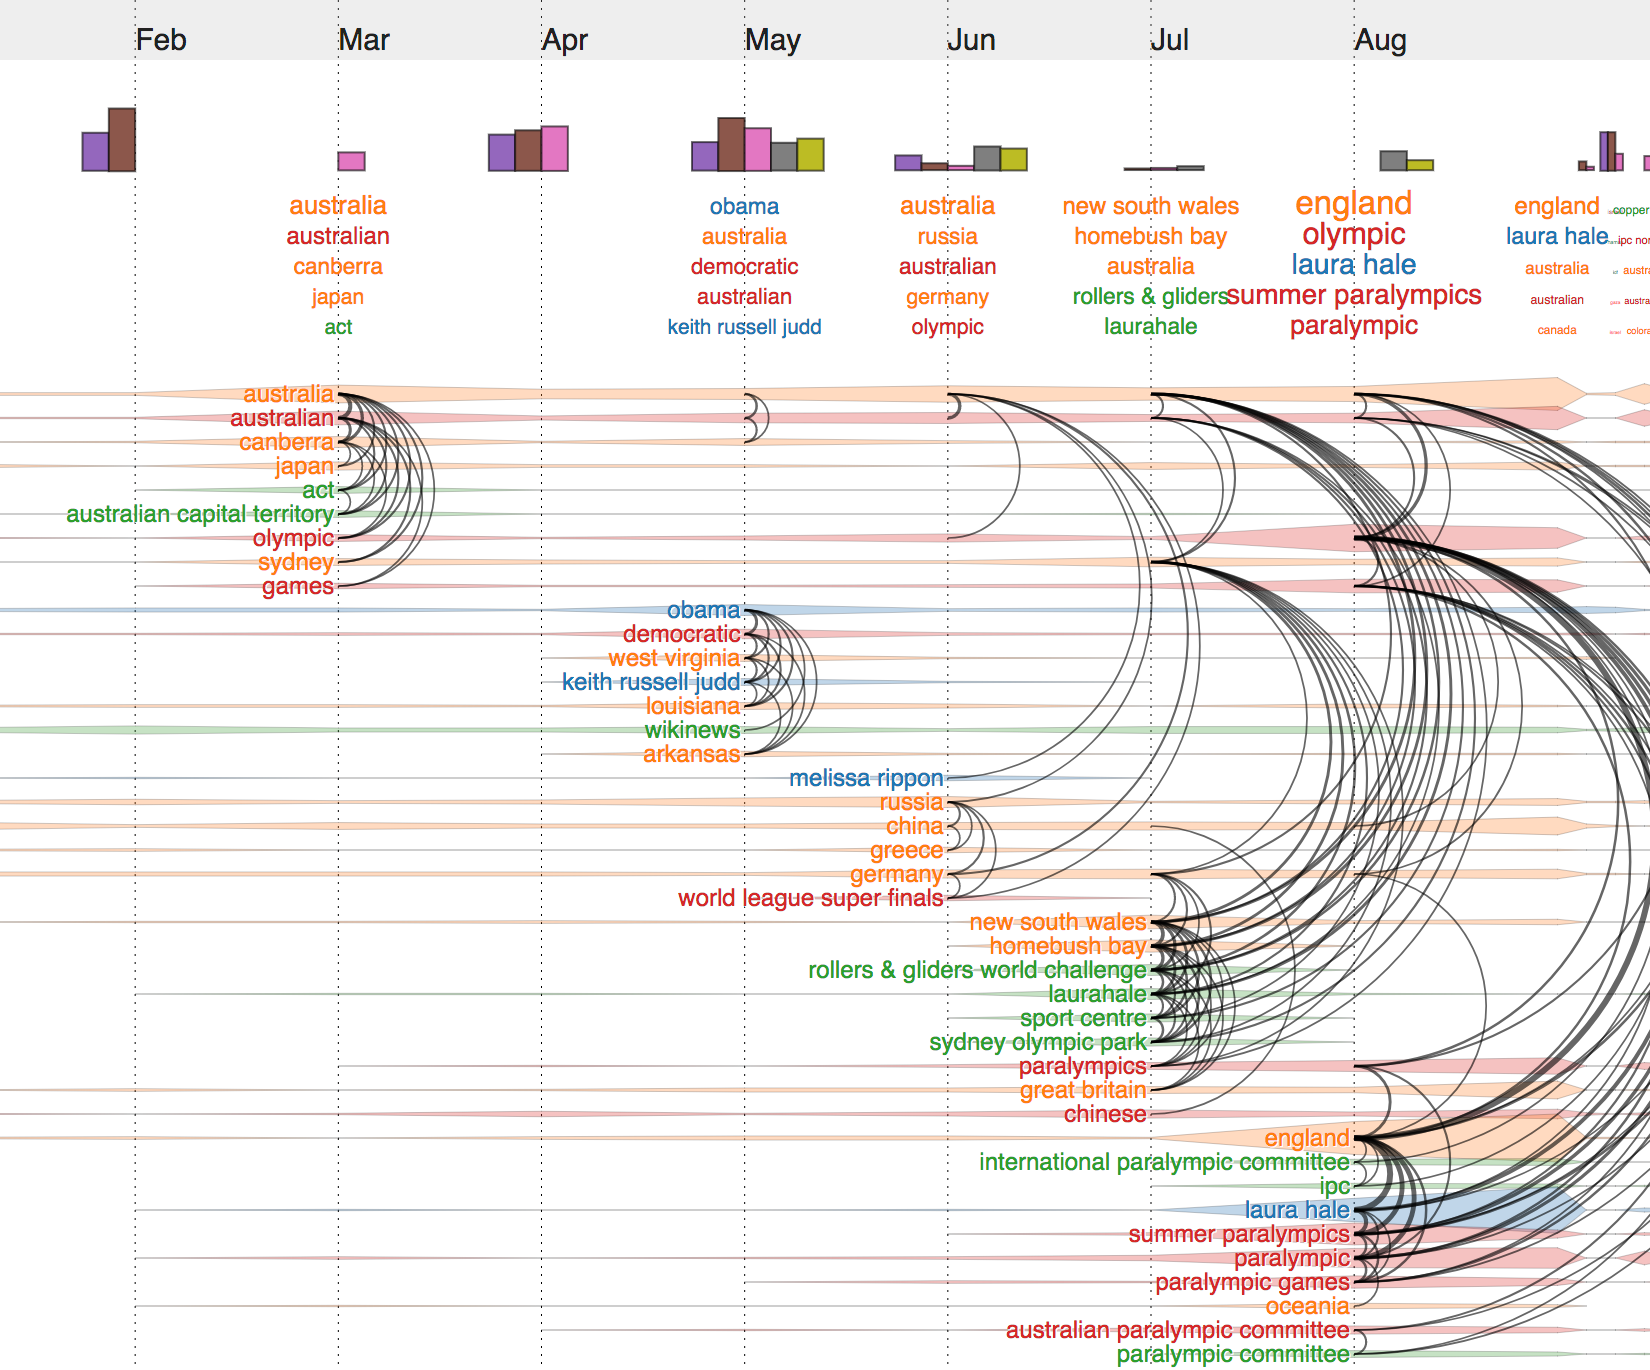 Feb Mar Apr May Jun Jul Aug
australia obama australia new south wales england england copper
australian australia russia homebush bay olympic laura hale ipc nor
canberra democratic australian australia laura hale australia austra
japan australian germany rollers & gliders summer paralympics australian austra
act keith russell judd olympic laurahale paralympic canada colora
australia
australian
canberra
japan
act
australian capital territory
olympic
sydney
games
obama
democratic
west virginia
keith russell judd
louisiana
wikinews
arkansas
melissa rippon
russia
china
greece
germany
world league super finals
new south wales
homebush bay
rollers & gliders world challenge
laurahale
sport centre
sydney olympic park
paralympics
great britain
chinese
england
international paralympic committee
ipc
laura hale
summer paralympics
paralympic
paralympic games
oceania
australian paralympic committee
paralympic committee